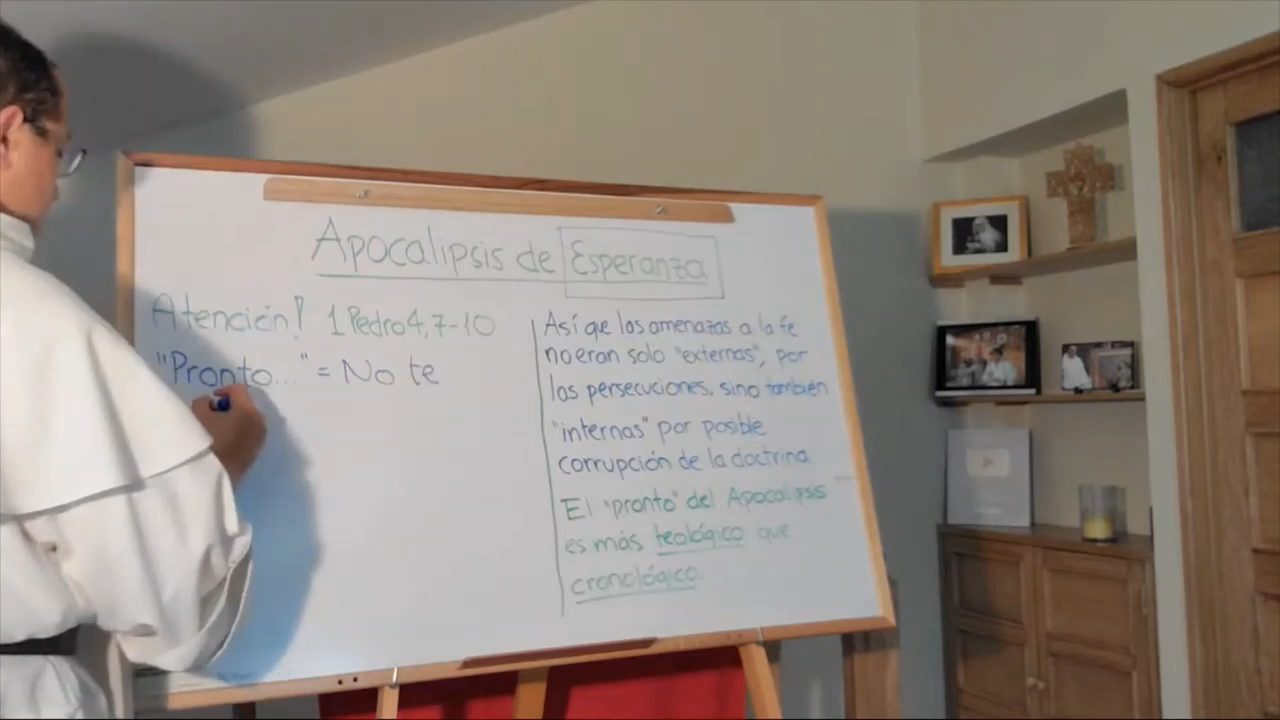 Apocalipsis de Esperanza
Atención! 1 Pedro 4, 7-10
"Pronto..." = No te
Así que las amenazas a la fe
no eran solo "externas", por
las persecuciones, sino también
"internas" por posible
corrupción de la doctrina.
El "pronto" del Apocalipsis
es más teológico que
cronológico.